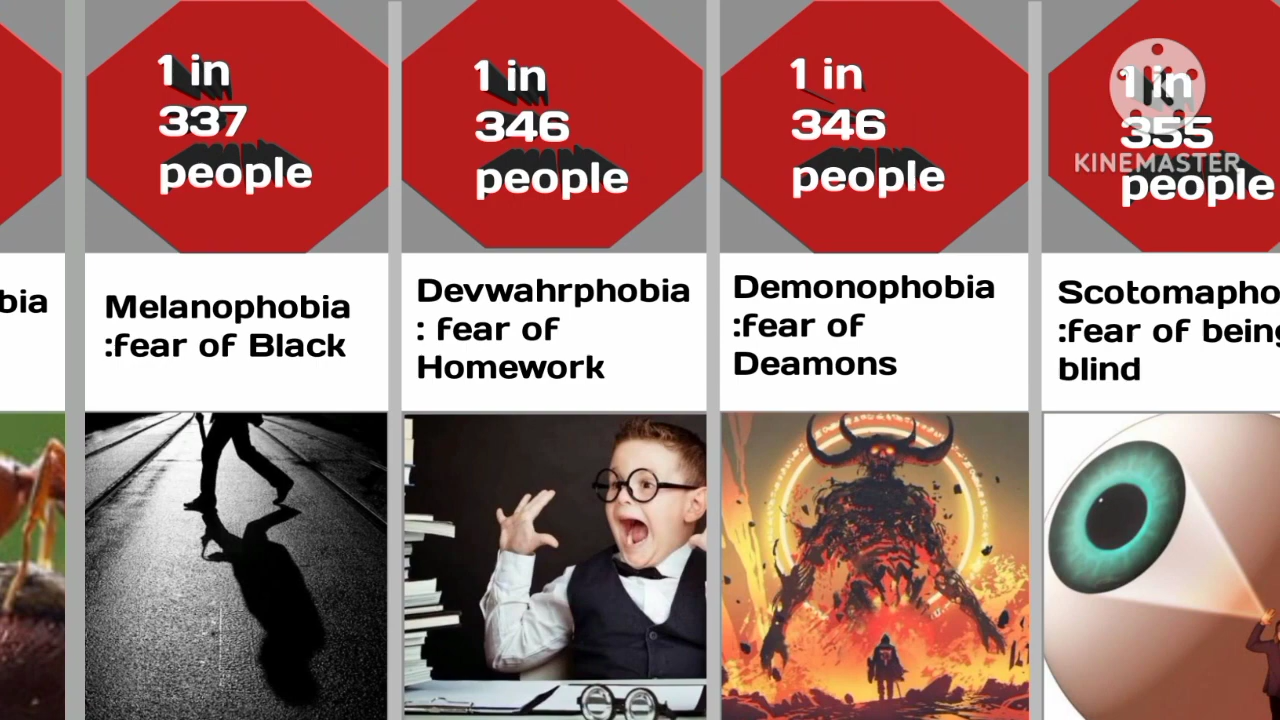 1 in
337
people
1 in
346
people
1 in
346
people
1 in
355
people
KINEMASTER
bia
Melanophobia
:fear of Black
Devwahrphobia
: fear of
Homework
Demonophobia
:fear of
Deamons
Scotomapho
:fear of being
blind